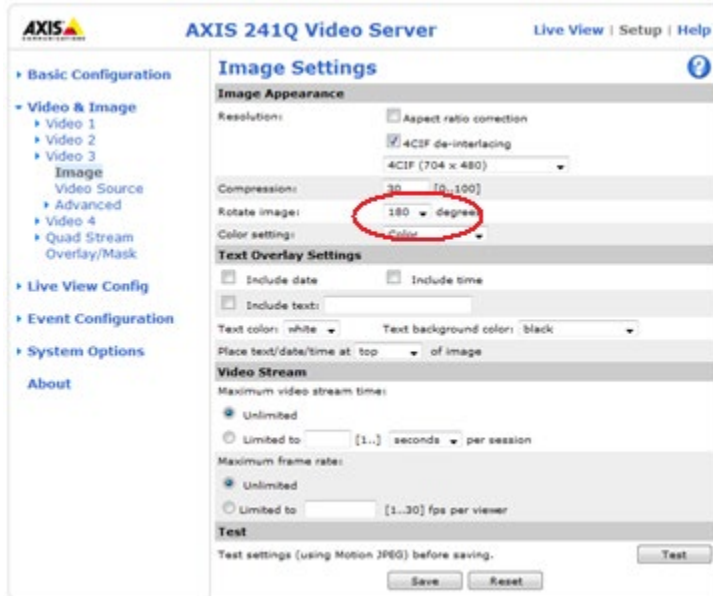 AXIS
COMMUNICATIONS
AXIS 241Q Video Server
Live View | Setup | Help
Basic Configuration
Video & Image
Video 1
Video 2
Video 3
Image
Video Source
Advanced
Video 4
Quad Stream
Overlay/Mask
Live View Config
Event Configuration
System Options
About
Image Settings
?
Image Appearance
Resolution: Aspect ratio correction
4CIF de-interlacing
4CIF (704 x 480)
Compression: 30 [0..100]
Rotate image: 180 degrees
Color setting: Color
Text Overlay Settings
Include date Include time
Include text:
Text color: white Text background color: black
Place text/date/time at top of image
Video Stream
Maximum video stream time:
Unlimited
Limited to [1..] seconds per session
Maximum frame rate:
Unlimited
Limited to [1..30] fps per viewer
Test
Test settings (using Motion JPEG) before saving. Test
Save Reset